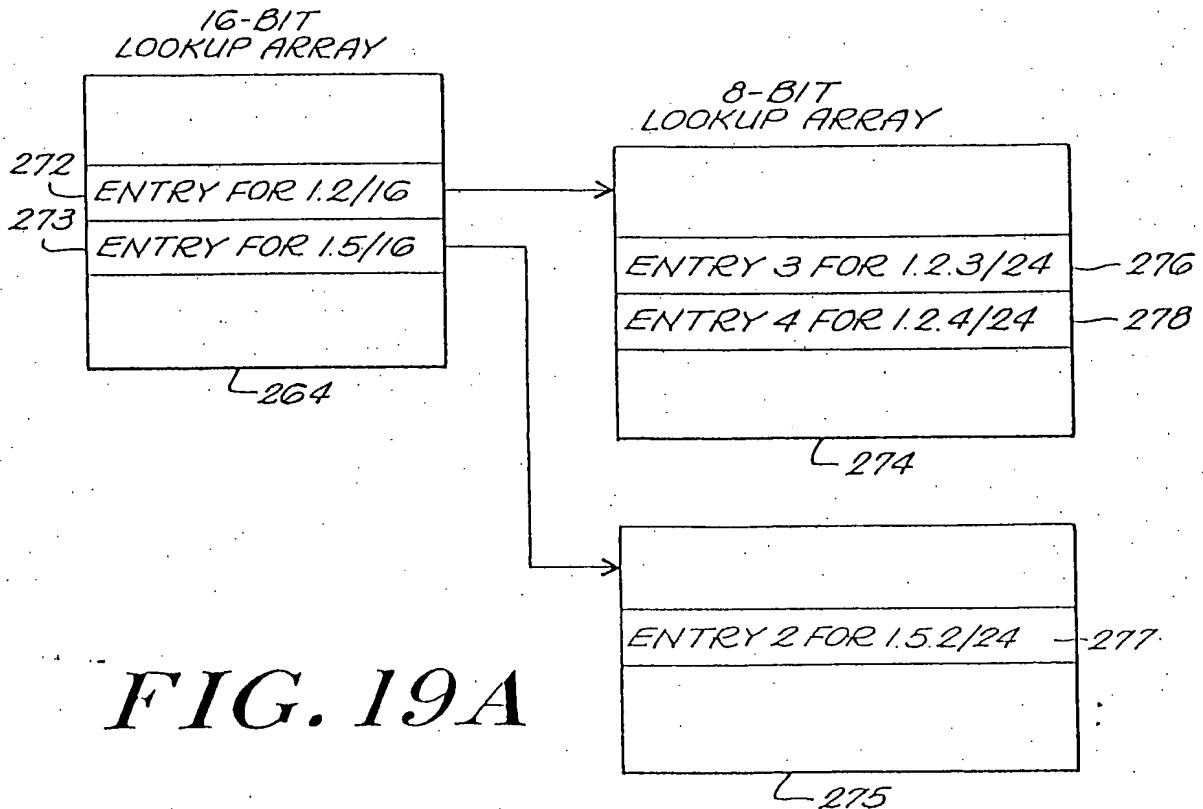 16-BIT
LOOKUP ARRAY
272
ENTRY FOR 1.2/16
273
ENTRY FOR 1.5/16
264
8-BIT
LOOKUP ARRAY
ENTRY 3 FOR 1.2.3/24
276
ENTRY 4 FOR 1.2.4/24
278
274
ENTRY 2 FOR 1.5.2/24
277
275
FIG. 19A